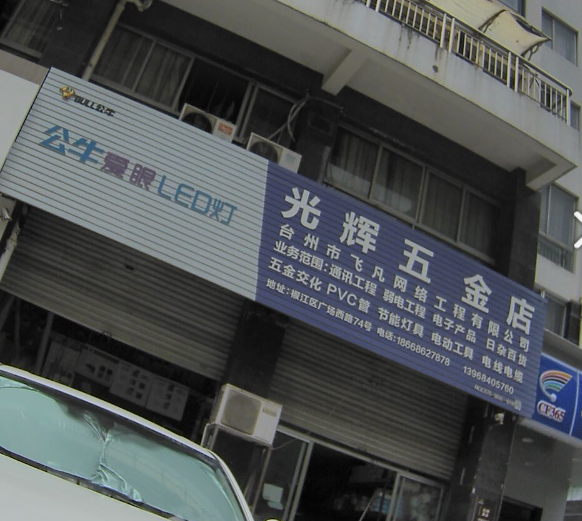 BULL公牛
公牛爱眼LED灯
光辉五金店
台州市飞凡网络工程有限公司
业务范围:通讯工程 弱电工程 电子产品 日杂百货
五金交化 PVC管 节能灯具 电动工具 电线电缆
地址:椒江区广场西路74号 电话:18668627878 13968405760
CF365